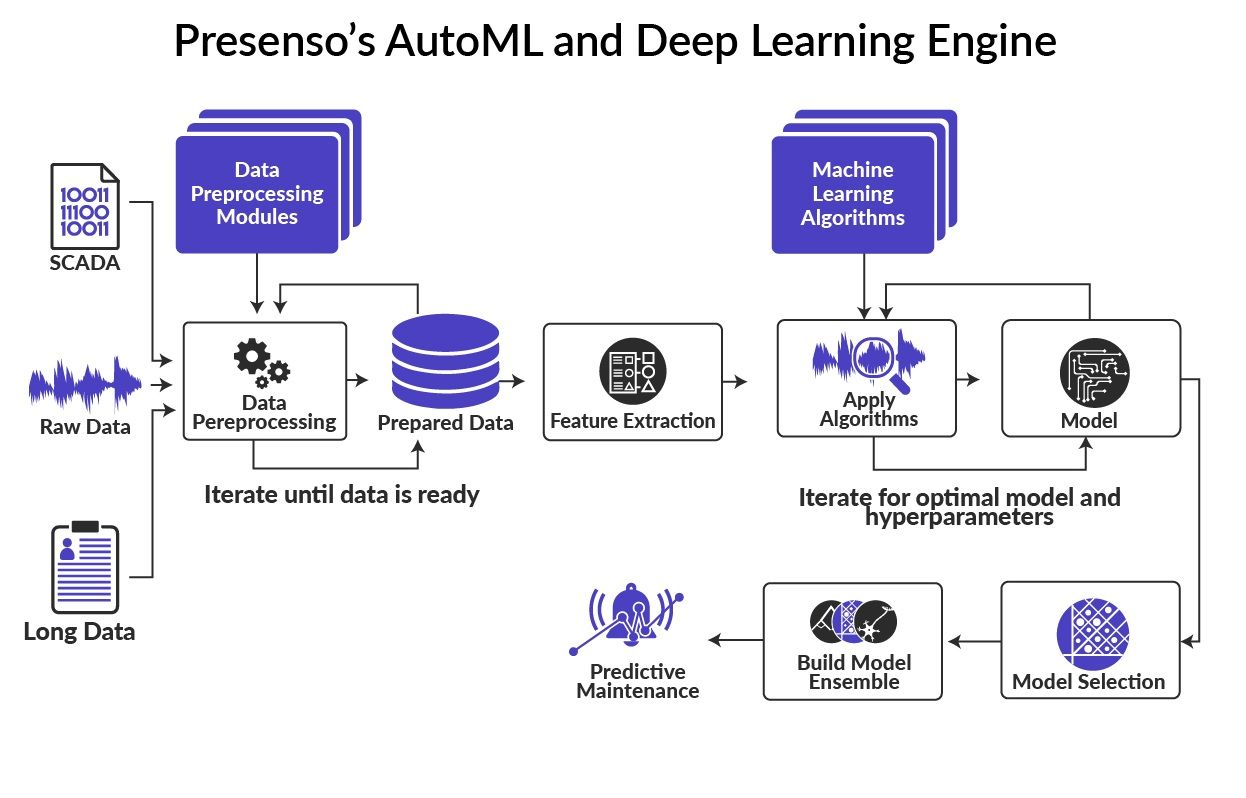 Presenso’s AutoML and Deep Learning Engine
Data
Preprocessing
Modules
Machine
Learning
Algorithms
10011
11100
10011
SCADA
Raw Data
Long Data
Data
Pereprocessing
Prepared Data
Iterate until data is ready
Feature Extraction
Apply
Algorithms
Model
Iterate for optimal model and
hyperparameters
Predictive
Maintenance
Build Model
Ensemble
Model Selection